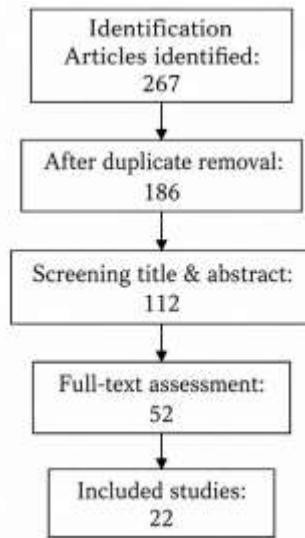 Identification
Articles identified:
267
After duplicate removal:
186
Screening title & abstract:
112
Full-text assessment:
52
Included studies:
22